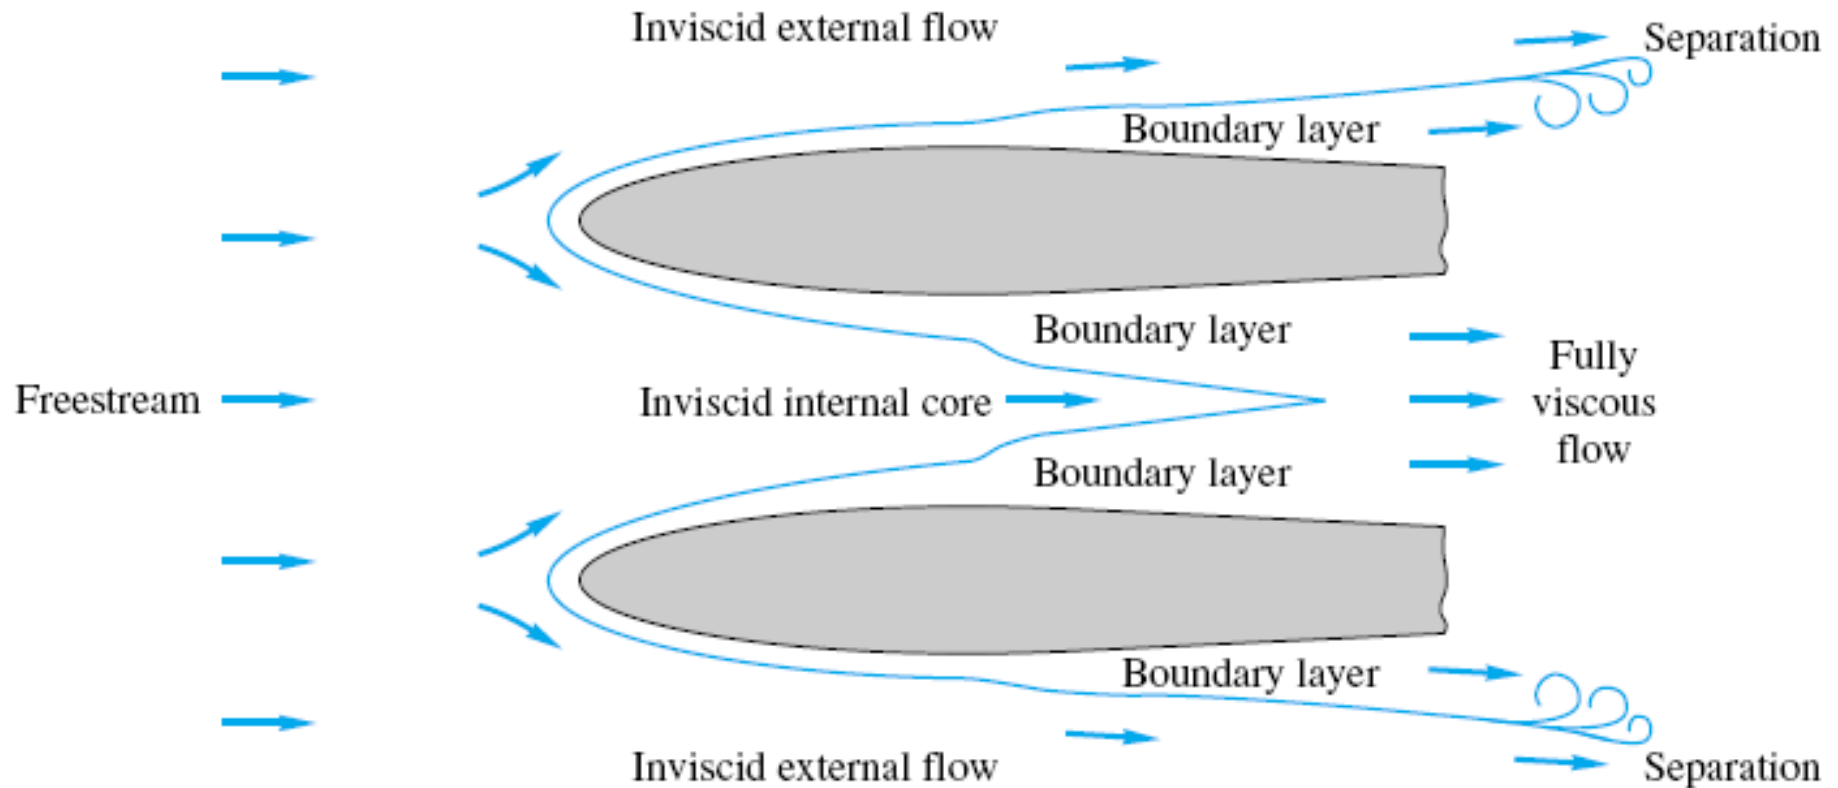 Inviscid external flow
Separation
Boundary layer
Boundary layer
Fully
viscous
flow
Freestream
Inviscid internal core
Boundary layer
Boundary layer
Inviscid external flow
Separation